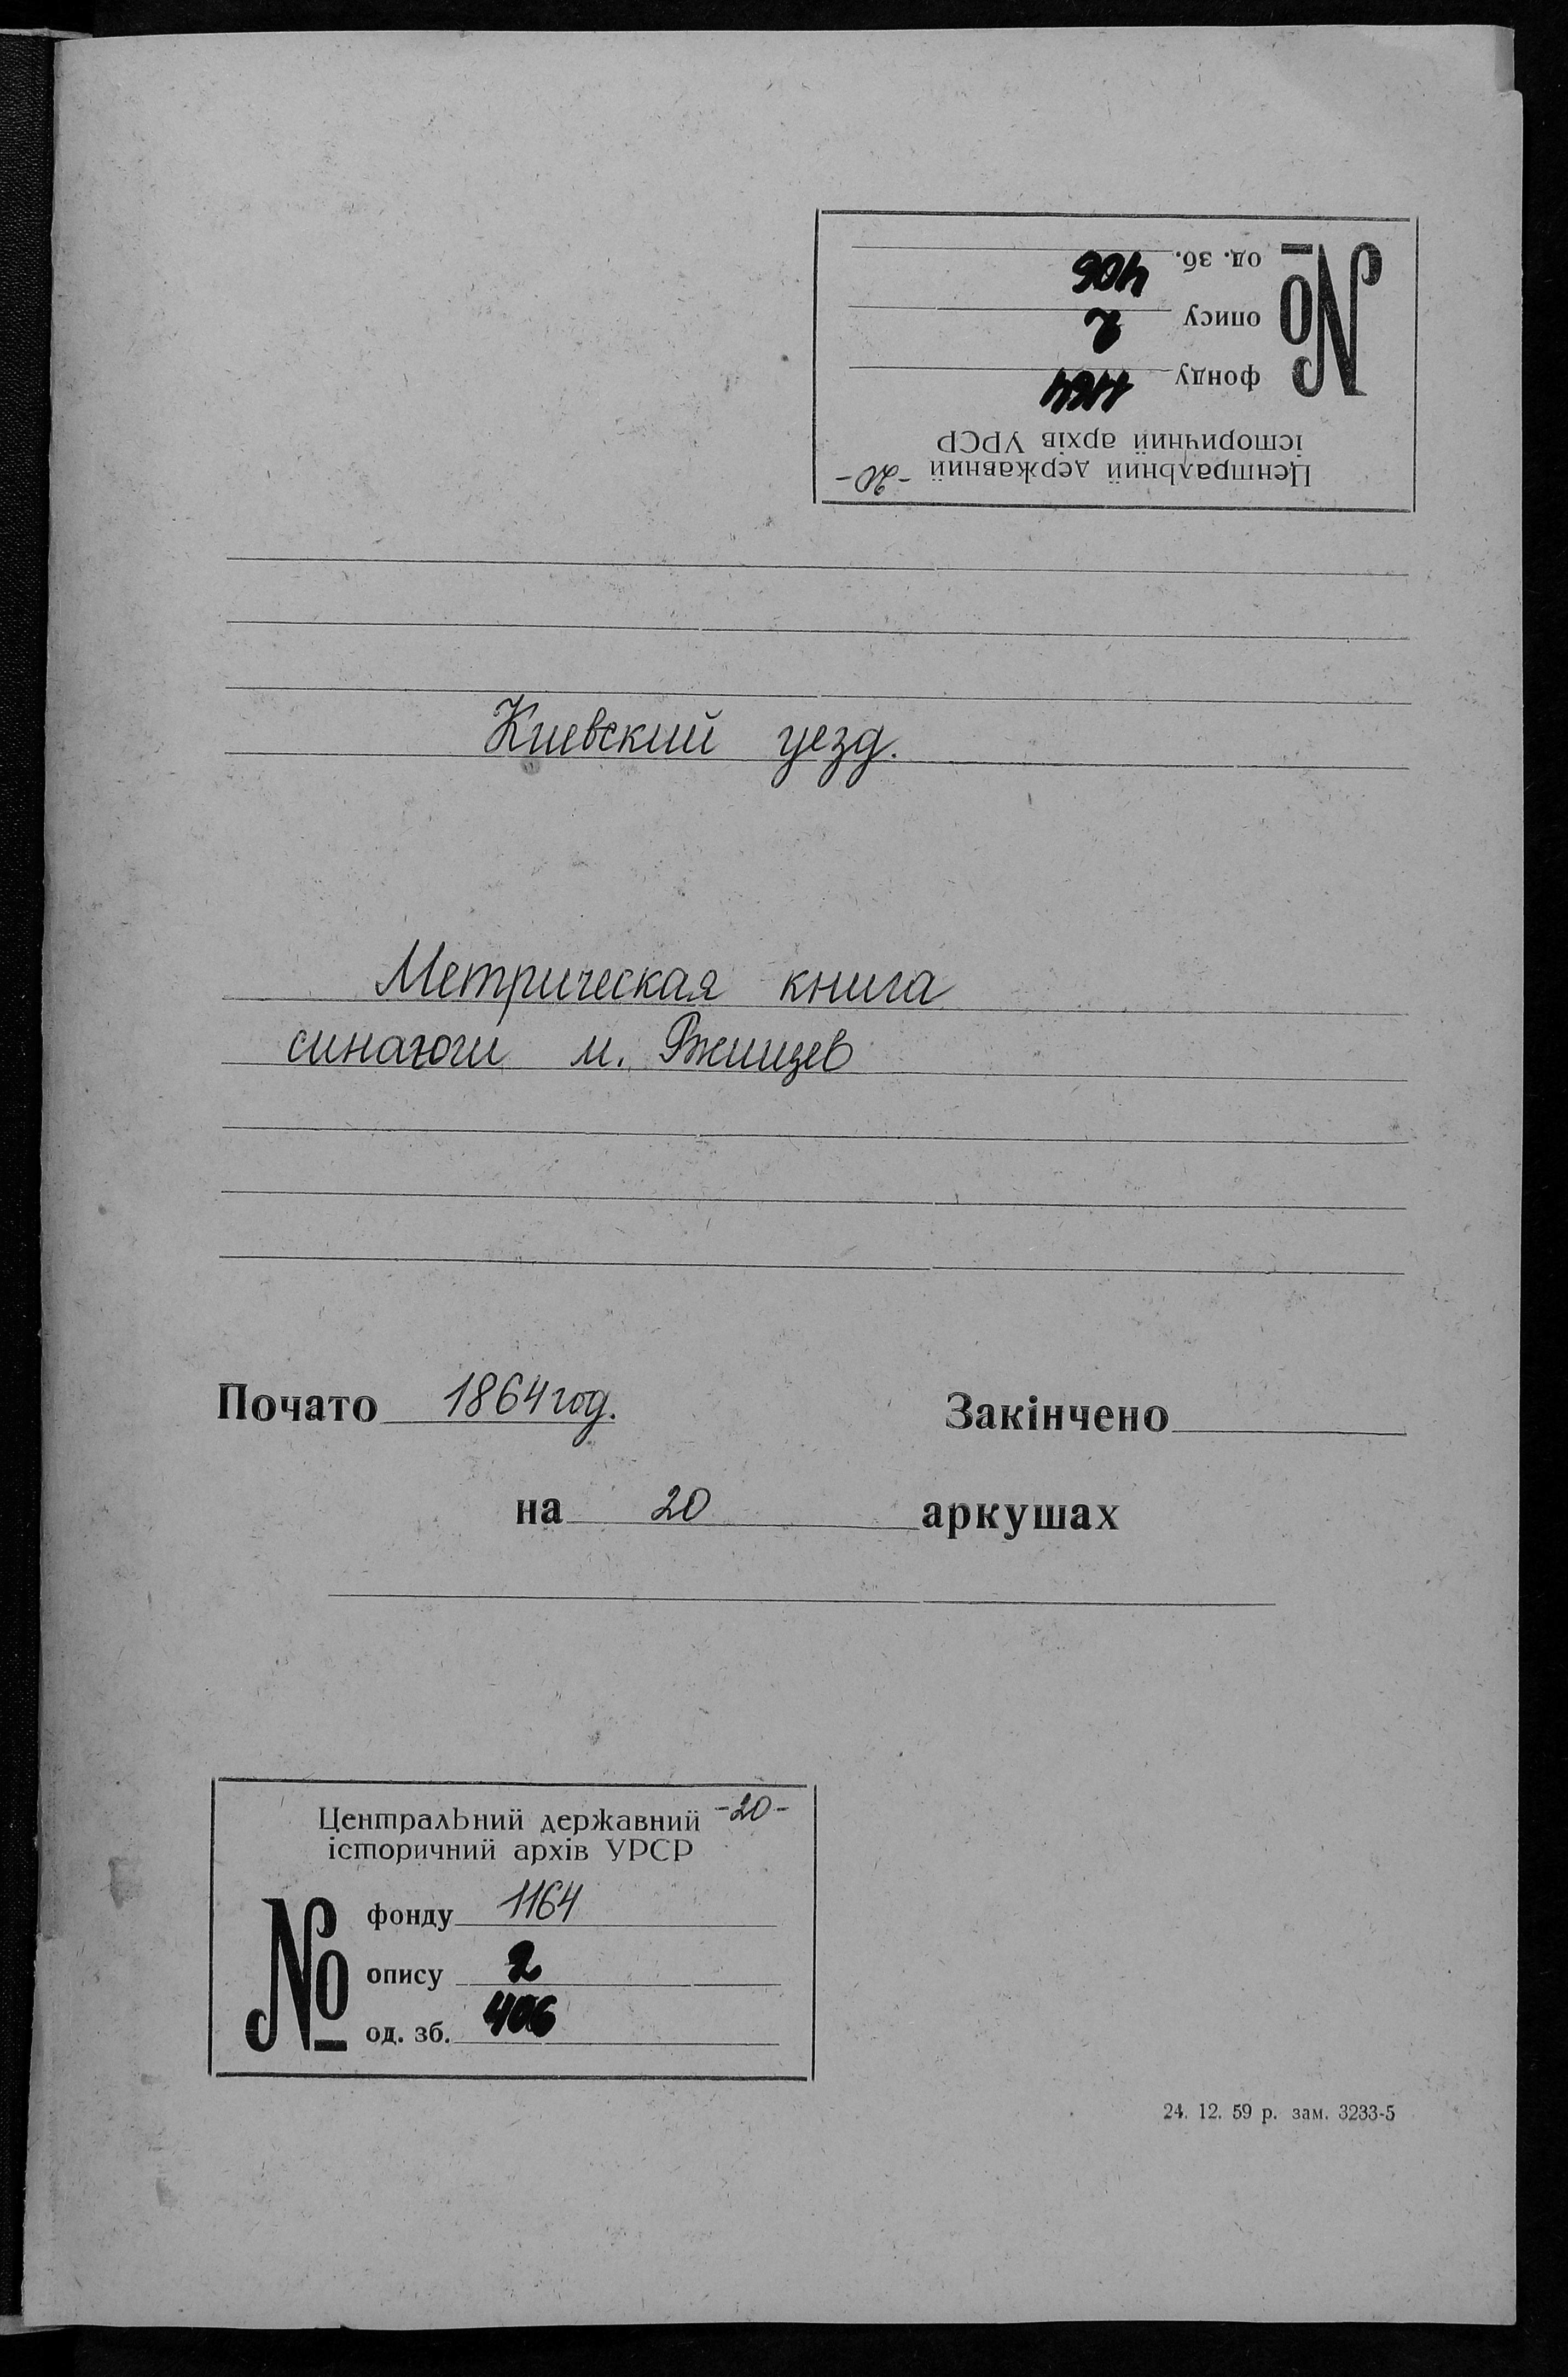 Центральний державний -20-
історичний архів УРСР
№
фонду 1164
опису 2
од. зб. 406
Киевский уезд.
Метрическая книга
синагоги м. Ржищев
Почато 1864 год. Закінчено
на 20 аркушах
Центральний державний -20-
історичний архів УРСР
№
фонду 1164
опису 2
од. зб. 406
24. 12. 59 р. зам. 3233-5